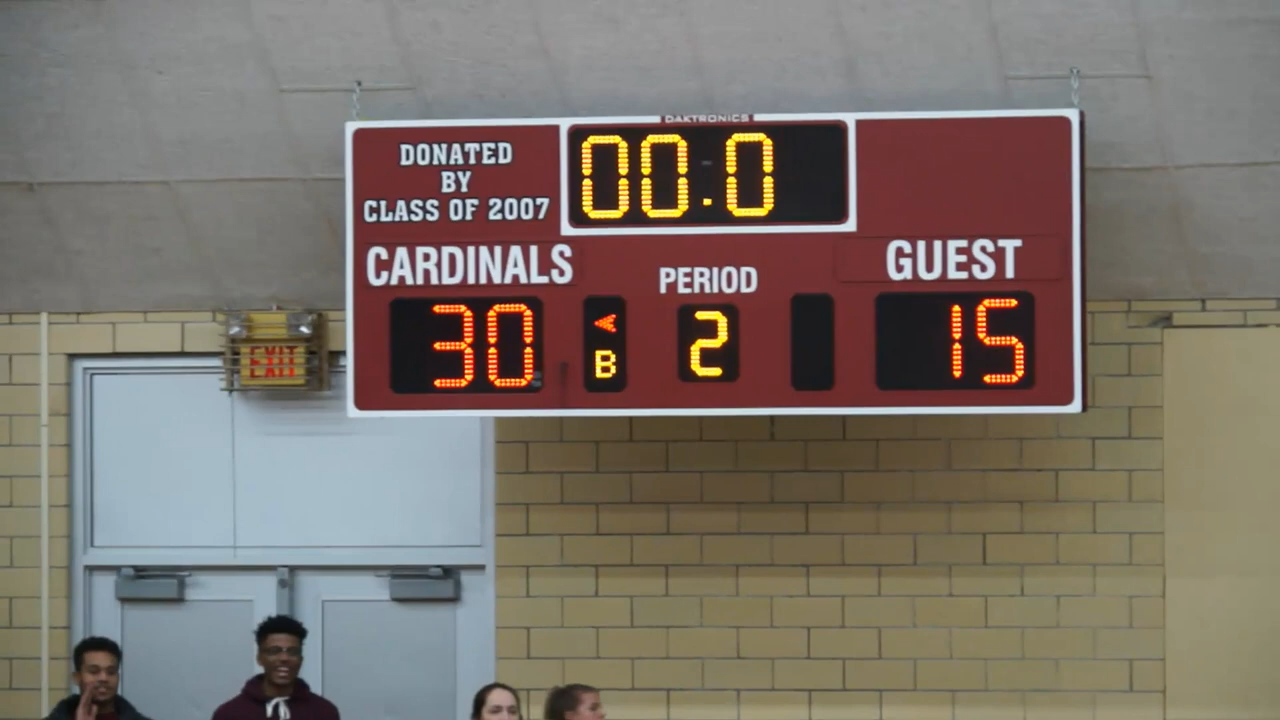 DAKTRONICS
DONATED
BY
CLASS OF 2007
00.0
CARDINALS
PERIOD
GUEST
30
B
2
15
EXIT